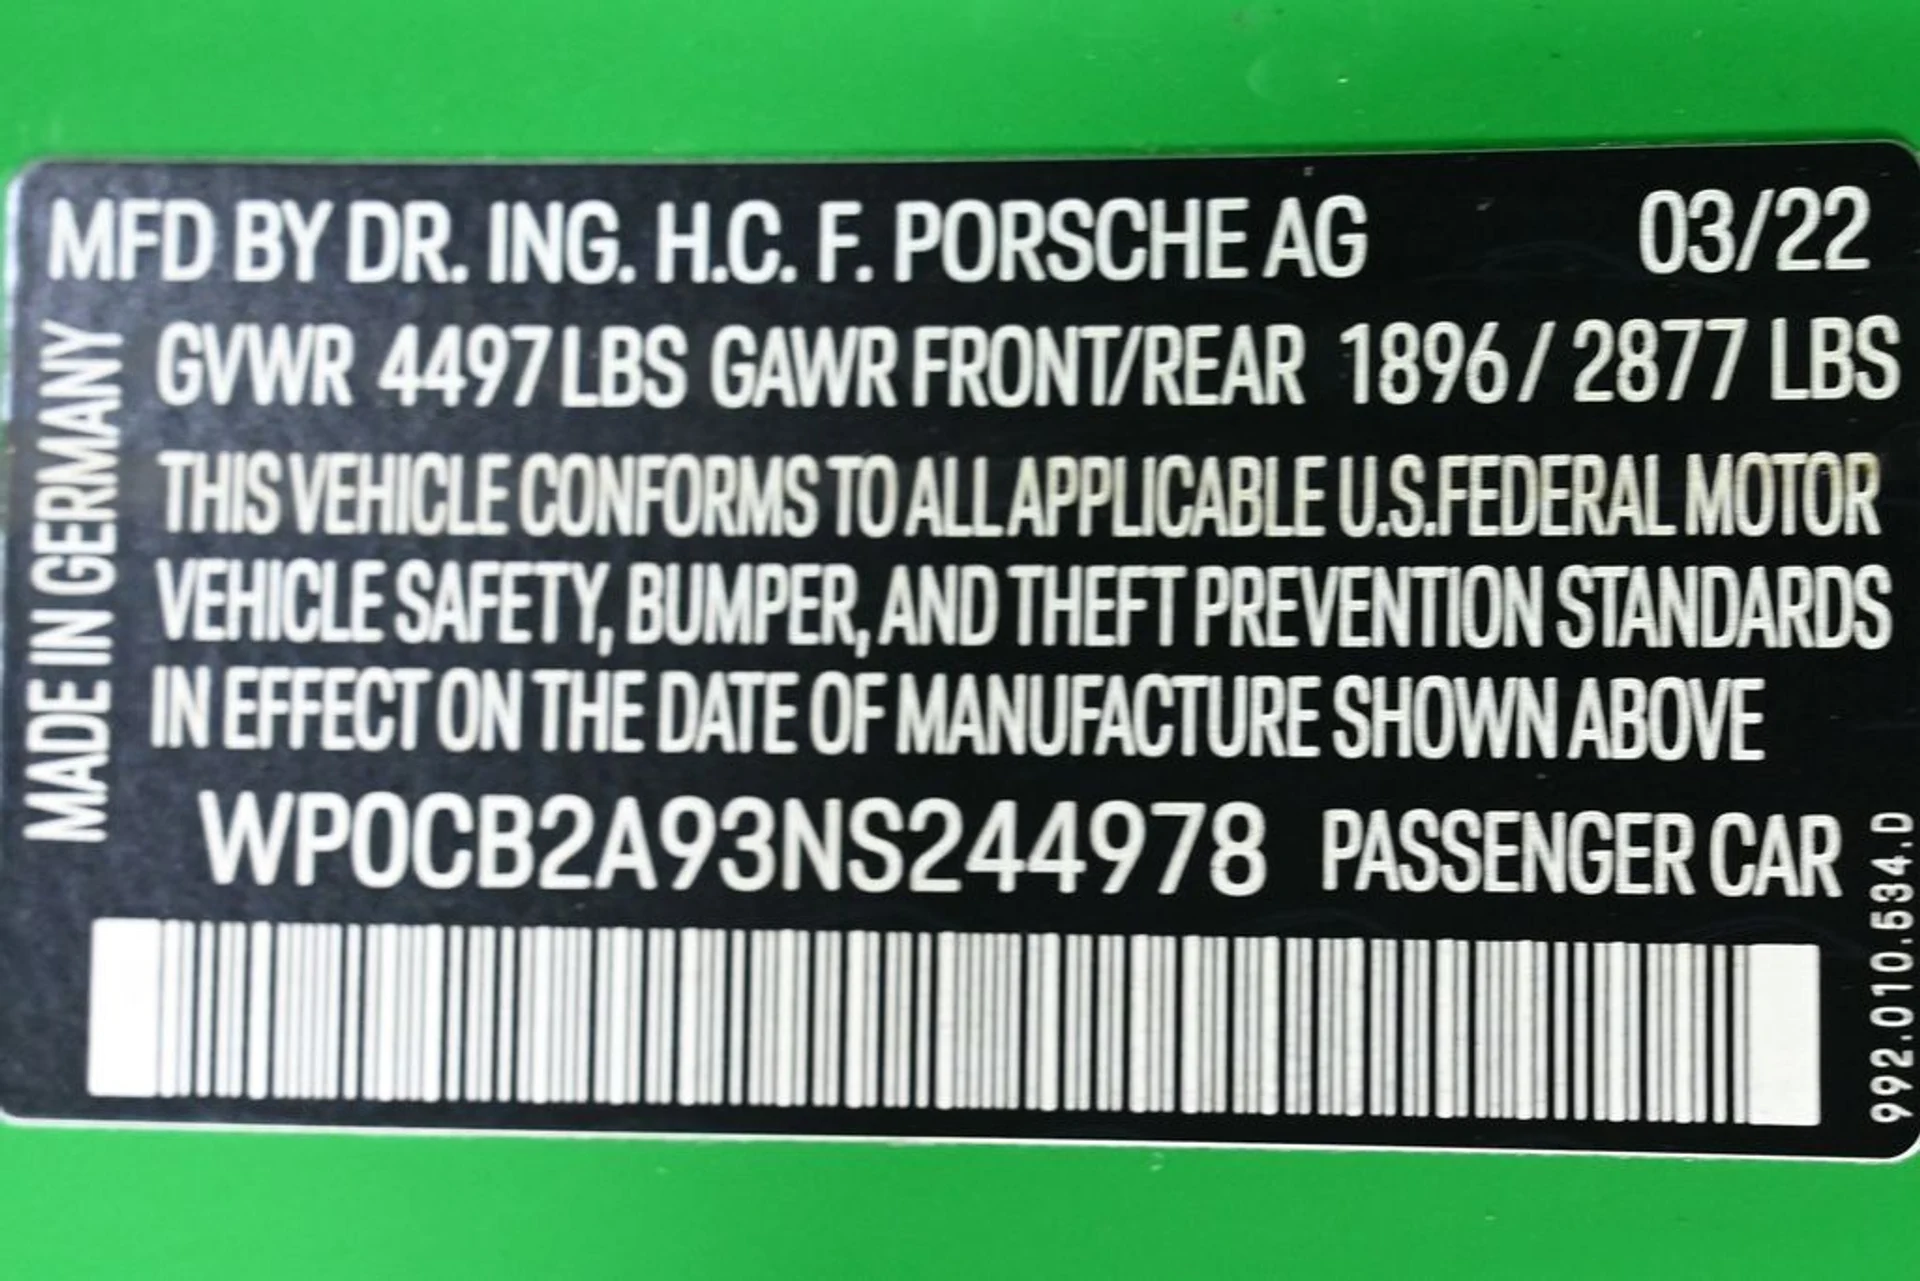 MFD BY DR. ING. H.C. F. PORSCHE AG 03/22
GVWR 4497 LBS GAWR FRONT/REAR 1896 / 2877 LBS
THIS VEHICLE CONFORMS TO ALL APPLICABLE U.S.FEDERAL MOTOR
VEHICLE SAFETY, BUMPER, AND THEFT PREVENTION STANDARDS
IN EFFECT ON THE DATE OF MANUFACTURE SHOWN ABOVE
WP0CB2A93NS244978 PASSENGER CAR
MADE IN GERMANY
992.010.534.D